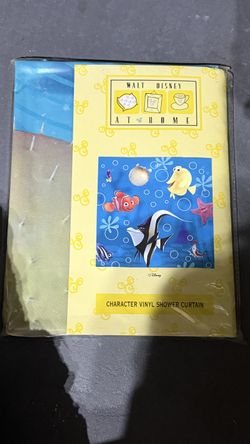 WALT DISNEY
AT HOME
©Disney
CHARACTER VINYL SHOWER CURTAIN